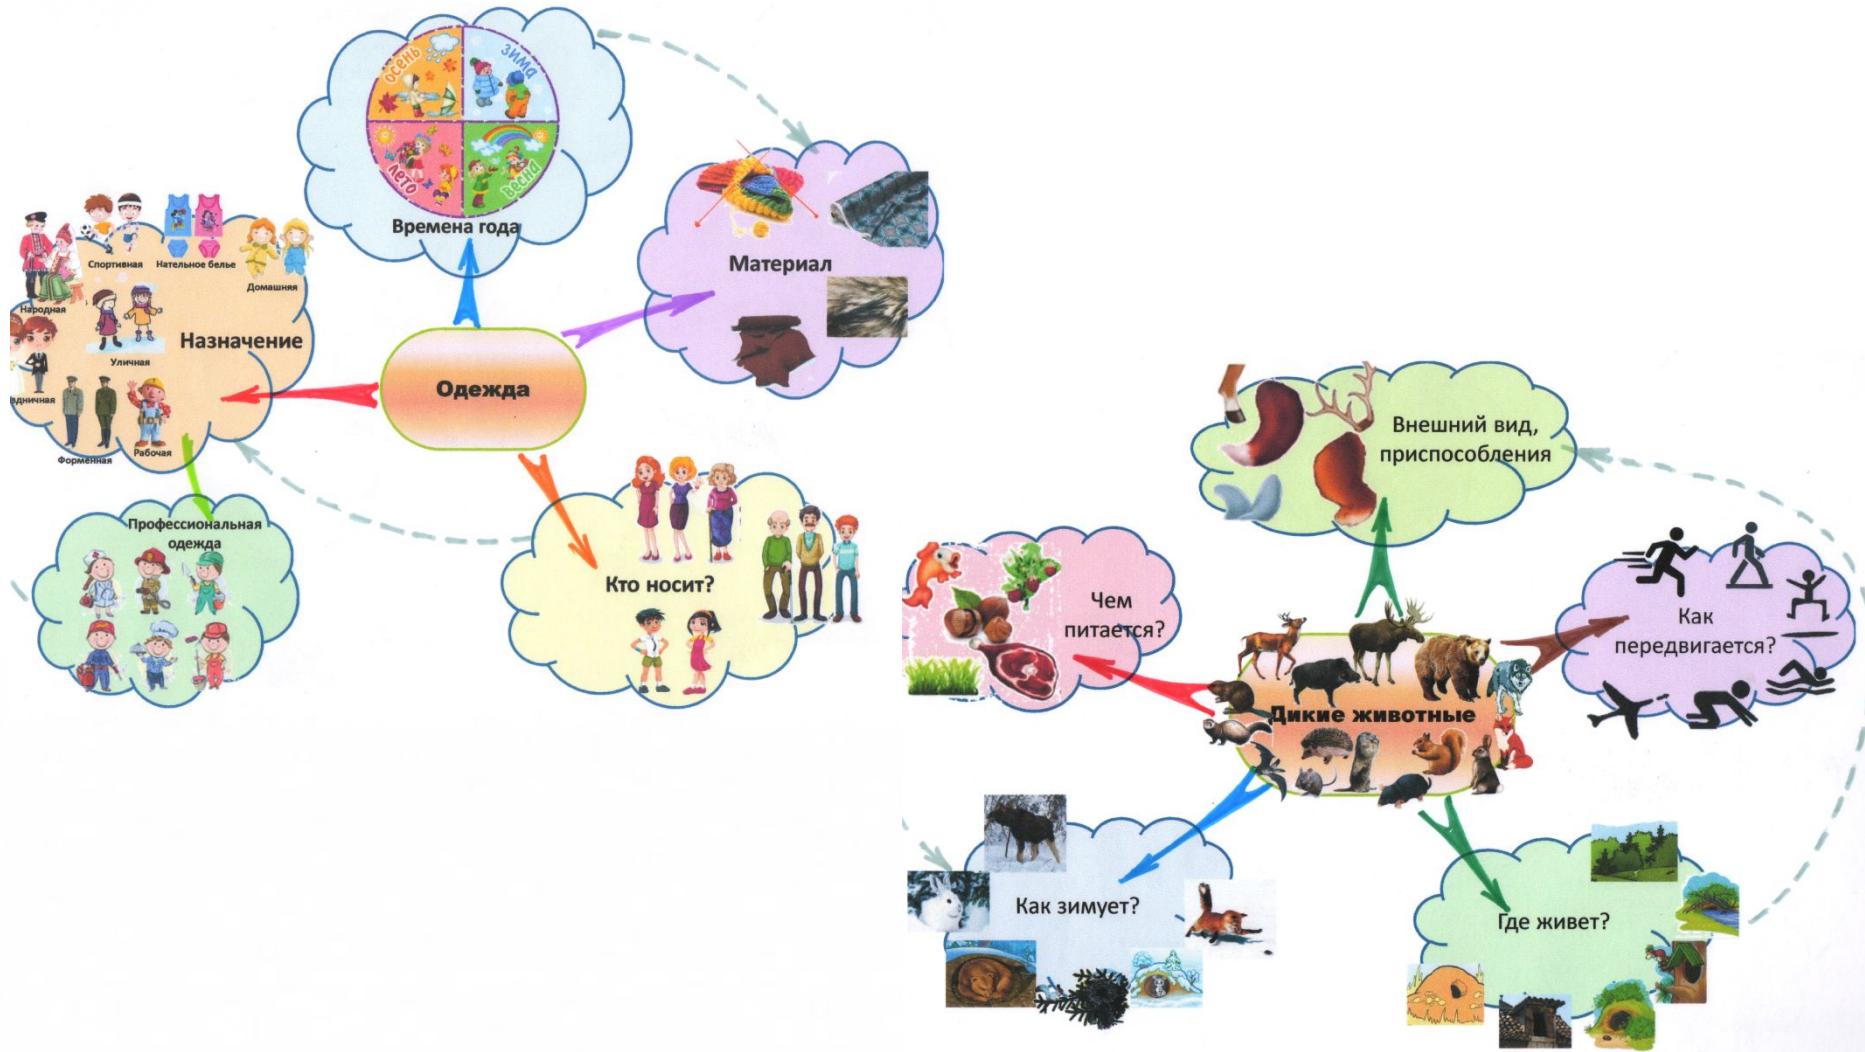 осень
зима
лето
весна
Времена года
Материал
Спортивная
Нательное белье
Домашняя
Народная
Назначение
Уличная
дничная
Форменная
Рабочая
Одежда
Профессиональная
одежда
Кто носит?
Внешний вид,
приспособления
Чем
питается?
Как
передвигается?
Дикие животные
Как зимует?
Где живет?